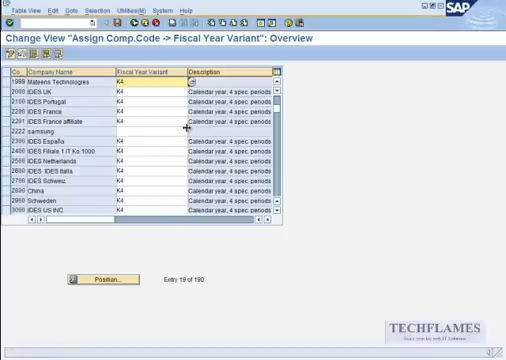 Table View Edit Goto Selection Utilities(M) System Help
SAP
Change View "Assign Comp.Code -> Fiscal Year Variant": Overview
Co Company Name Fiscal Year Variant Description
1999 Mateens Technologies K4
2000 IDES UK K4 Calendar year, 4 spec. periods
2100 IDES Portugal K4 Calendar year, 4 spec. periods
2200 IDES France K4 Calendar year, 4 spec. periods
2201 IDES France affiliate K4 Calendar year, 4 spec. periods
2222 samsung
2300 IDES España K4 Calendar year, 4 spec. periods
2400 IDES Filiale 1 IT Ko.1000 K4 Calendar year, 4 spec. periods
2500 IDES Netherlands K4 Calendar year, 4 spec. periods
2600 IDES Italia K4 Calendar year, 4 spec. periods
2700 IDES Schweiz K4 Calendar year, 4 spec. periods
2800 China K4 Calendar year, 4 spec. periods
2900 Schweden K4 Calendar year, 4 spec. periods
3000 IDES US INC K4 Calendar year, 4 spec. periods
Position... Entry 19 of 190
TECHFLAMES